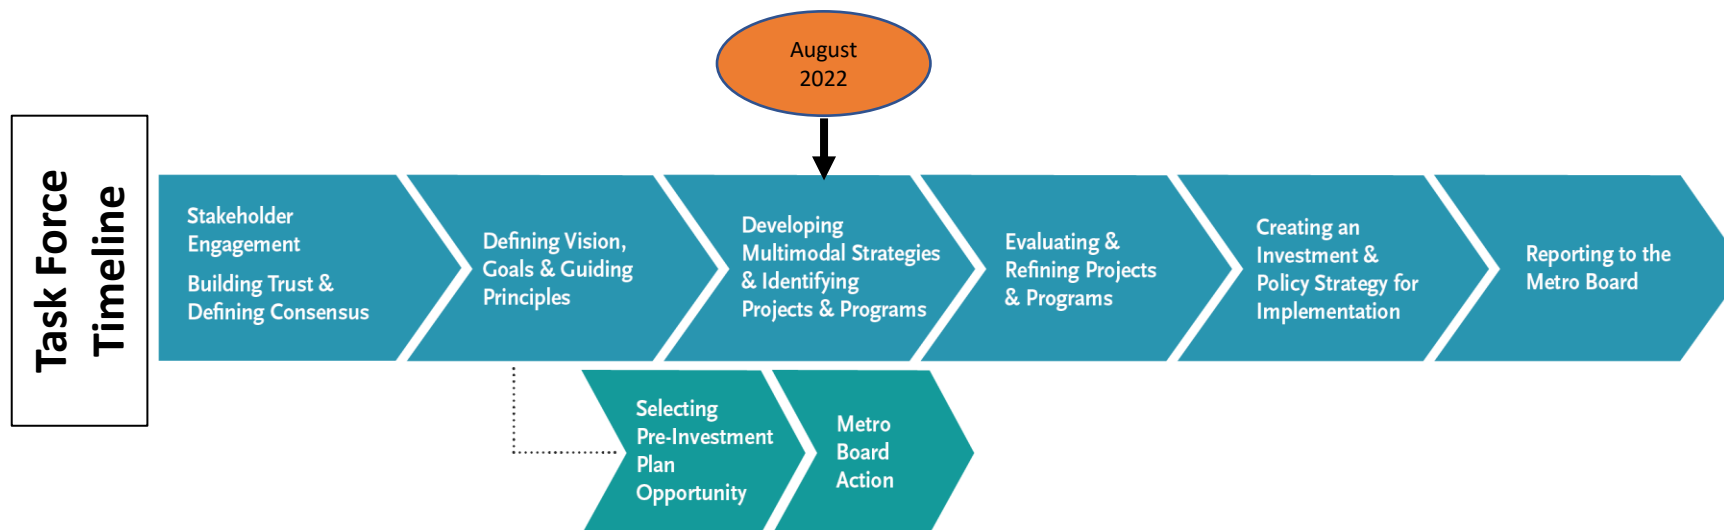 August
2022
Task Force
Timeline
Stakeholder
Engagement
Building Trust &
Defining Consensus
Defining Vision,
Goals & Guiding
Principles
Developing
Multimodal Strategies
& Identifying
Projects & Programs
Evaluating &
Refining Projects
& Programs
Creating an
Investment &
Policy Strategy for
Implementation
Reporting to the
Metro Board
Selecting
Pre-Investment
Plan
Opportunity
Metro
Board
Action